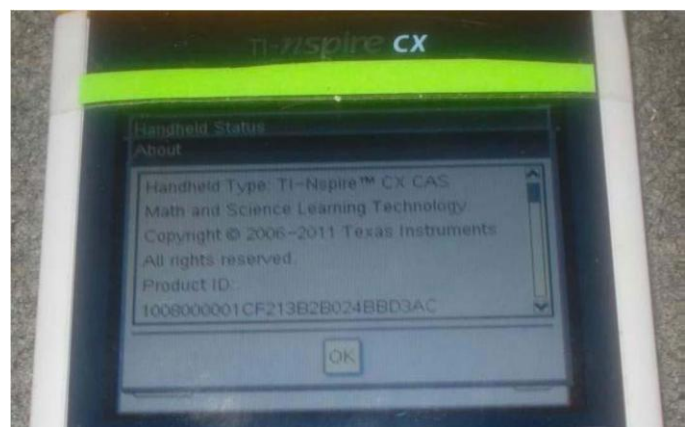 TI-nspire CX
Handheld Status
About
Handheld Type: TI-Nspire™ CX CAS
Math and Science Learning Technology
Copyright © 2006-2011 Texas Instruments
All rights reserved.
Product ID:
1008000001CF213B2B024BBD3AC
OK